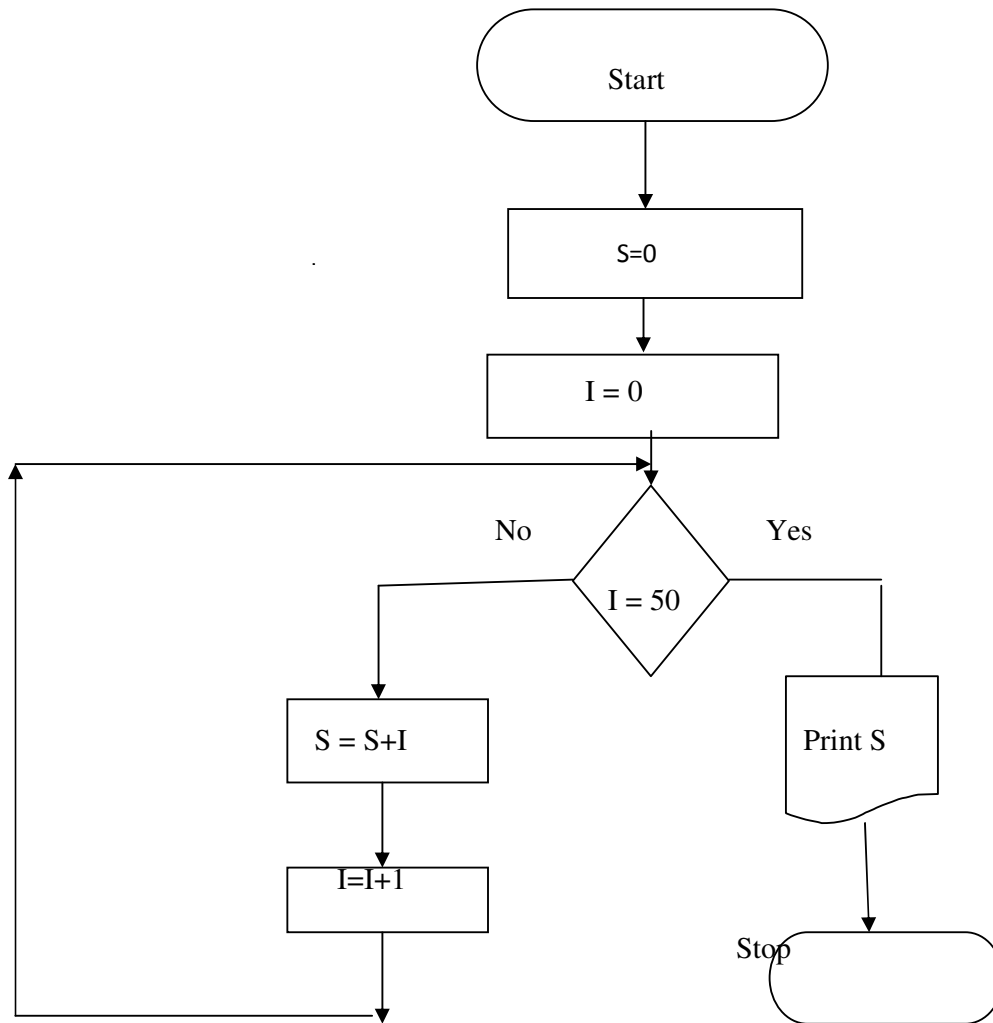 Start
S=0
I = 0
No
Yes
I = 50
S = S+I
Print S
I=I+1
Stop